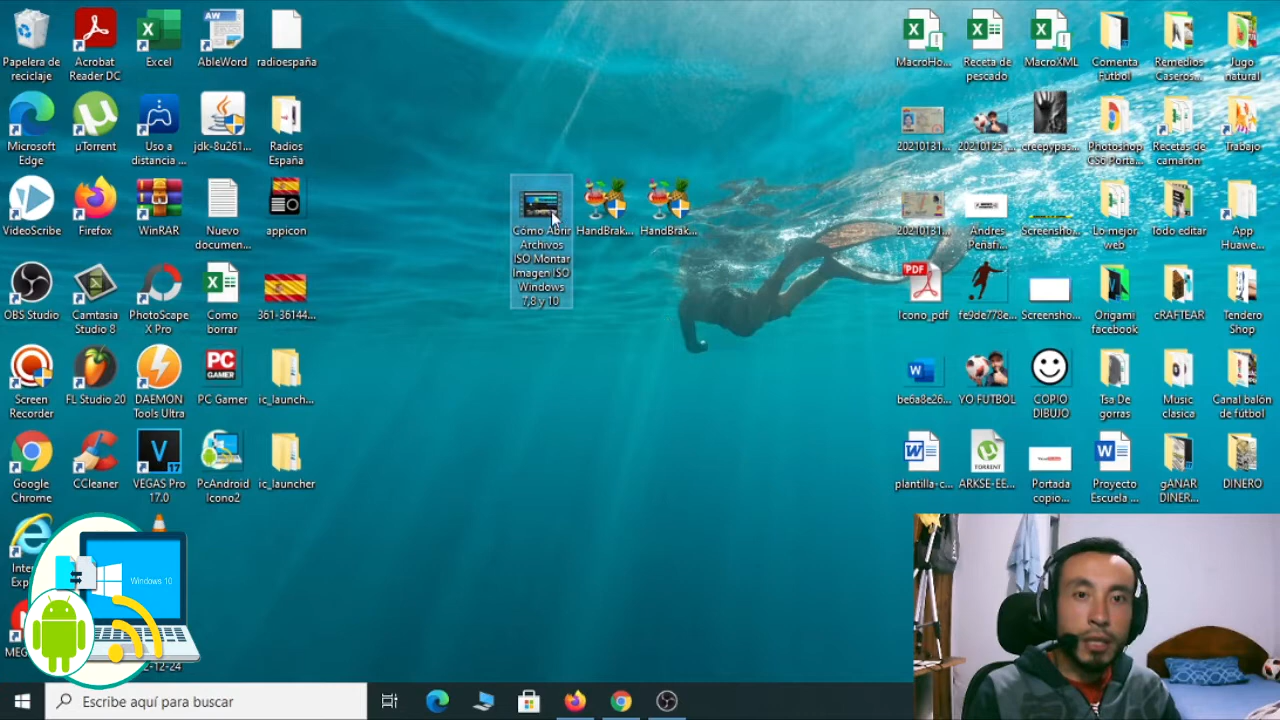 Papelera de
reciclaje
Acrobat
Reader DC
Excel
AbleWord
radioespaña
MacroHo...
Receta de
pescado
MacroXML
Comenta
Futbol
Remedios
Caseros...
Jugo
natural
Microsoft
Edge
µTorrent
Uso a
distancia ...
jdk-8u261...
Radios
España
20210131...
20210125...
creepypas...
Photoshop
CS6 Porta...
Recetas de
camarón
Trabajo
VideoScribe
Firefox
WinRAR
Nuevo
documen...
appicon
Cómo Abrir
Archivos
ISO Montar
Imagen ISO
Windows
7,8 y 10
HandBrak...
HandBrak...
20210131...
Andres
Peñafi...
Screensho...
Lo mejor
web
Todo editar
App
Huawe...
OBS Studio
Camtasia
Studio 8
PhotoScape
X Pro
Como
borrar
361-36144...
PDF
Icono_pdf
fe9de778e...
Screensho...
Origami
facebook
cRAFTEAR
Tendero
Shop
Screen
Recorder
FL Studio 20
DAEMON
Tools Ultra
PC
GAMER
PC Gamer
ic_launch...
be6a8e26...
YO FUTBOL
COPIO
DIBUJO
Tsa De
gorras
Music
clasica
Canal balón
de fútbol
Google
Chrome
CCleaner
V
17
VEGAS Pro
17.0
PcAndroid
Icono2
ic_launcher
plantilla-c...
TORRENT
ARKSE-EE...
Portada
copio...
Proyecto
Escuela ...
gANAR
DINER...
DINERO
Windows 10
Escribe aquí para buscar